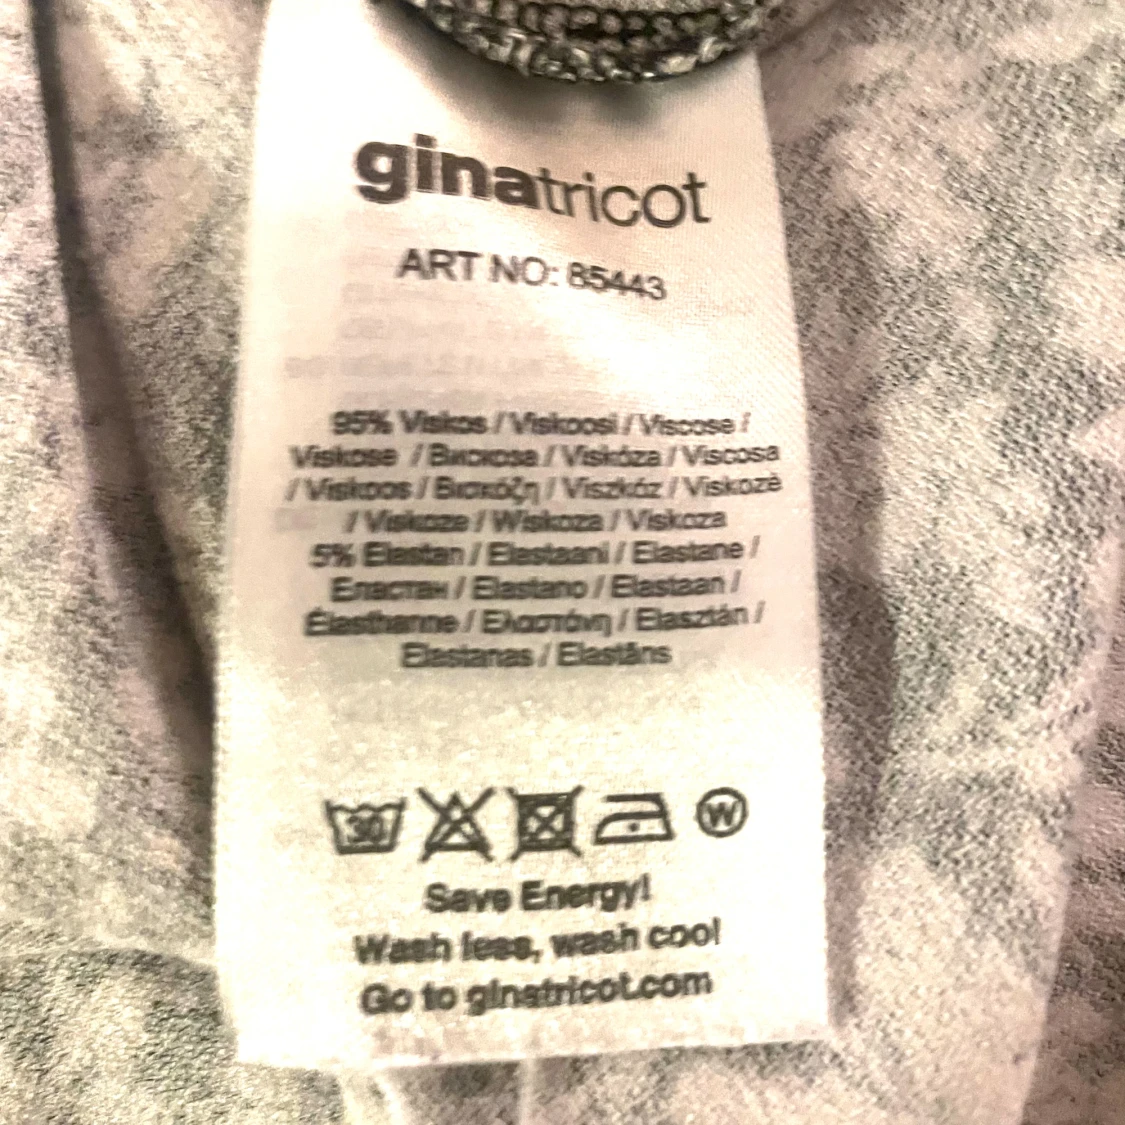 ginatricot
ART NO: 85443
95% Viskos / Viskoosi / Viscose /
Viskose / Вискоза / Viskóza / Viscosa
/ Viskoos / Βισκόζη / Viszkóz / Viskozė
/ Viskoze / Wiskoza / Viskoza
5% Elastan / Elastaani / Elastane /
Еластан / Elastano / Elastaan /
Élasthanne / Ελαστάνη / Elasztán /
Elastanas / Elastāns
30
W
Save Energy!
Wash less, wash cool
Go to ginatricot.com